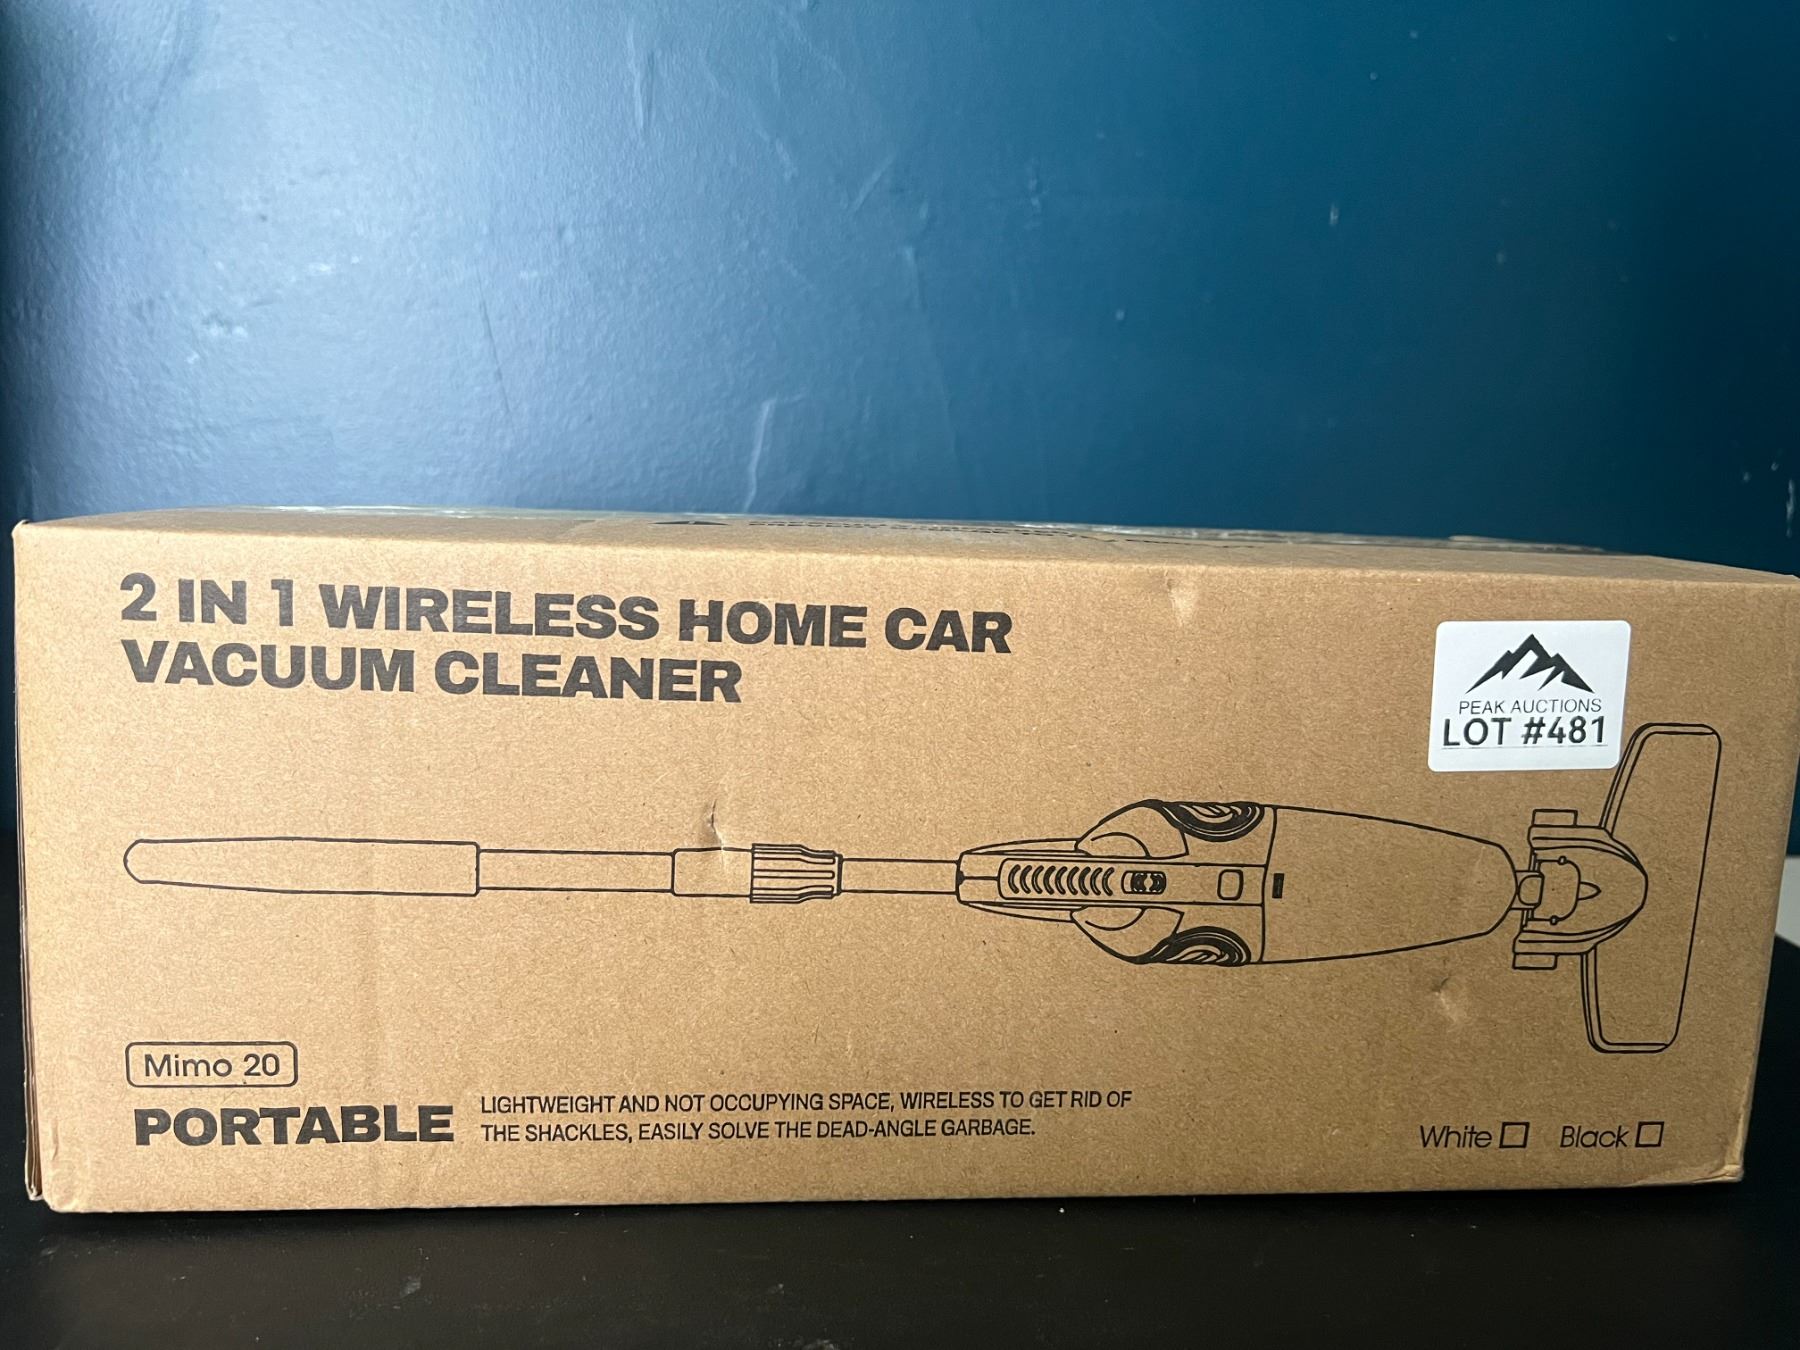 2 IN 1 WIRELESS HOME CAR
VACUUM CLEANER
PEAK AUCTIONS
LOT #481
Mimo 20
PORTABLE
LIGHTWEIGHT AND NOT OCCUPYING SPACE, WIRELESS TO GET RID OF
THE SHACKLES, EASILY SOLVE THE DEAD-ANGLE GARBAGE.
White
Black